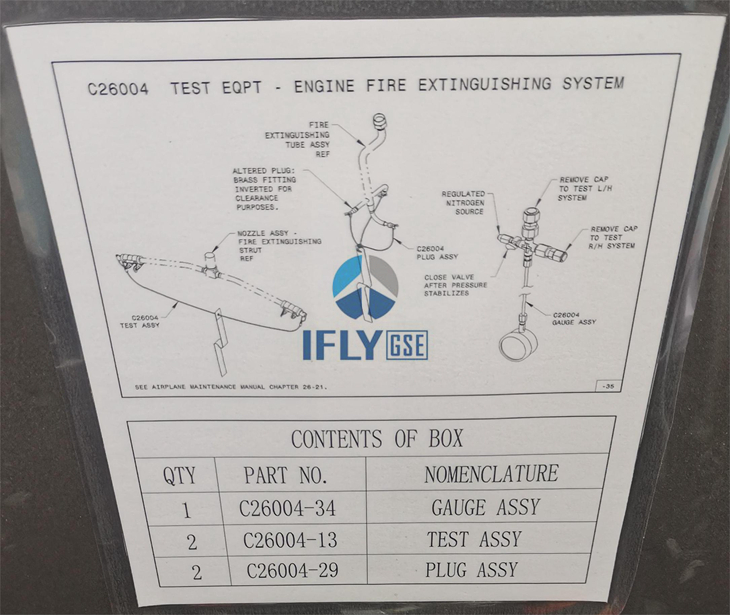 C26004 TEST EQPT - ENGINE FIRE EXTINGUISHING SYSTEM
FIRE
EXTINGUISHING
TUBE ASSY
REF
ALTERED PLUG:
BRASS FITTING
INVERTED FOR
CLEARANCE
PURPOSES.
NOZZLE ASSY -
FIRE EXTINGUISHING
STRUT
REF
C26004
TEST ASSY
C26004
PLUG ASSY
REGULATED
NITROGEN
SOURCE
REMOVE CAP
TO TEST L/H
SYSTEM
REMOVE CAP
TO TEST
R/H SYSTEM
CLOSE VALVE
AFTER PRESSURE
STABILIZES
C26004
GAUGE ASSY
IFLY GSE
SEE AIRPLANE MAINTENANCE MANUAL CHAPTER 26-21.
-35
CONTENTS OF BOX
QTY PART NO. NOMENCLATURE
1 C26004-34 GAUGE ASSY
2 C26004-13 TEST ASSY
2 C26004-29 PLUG ASSY